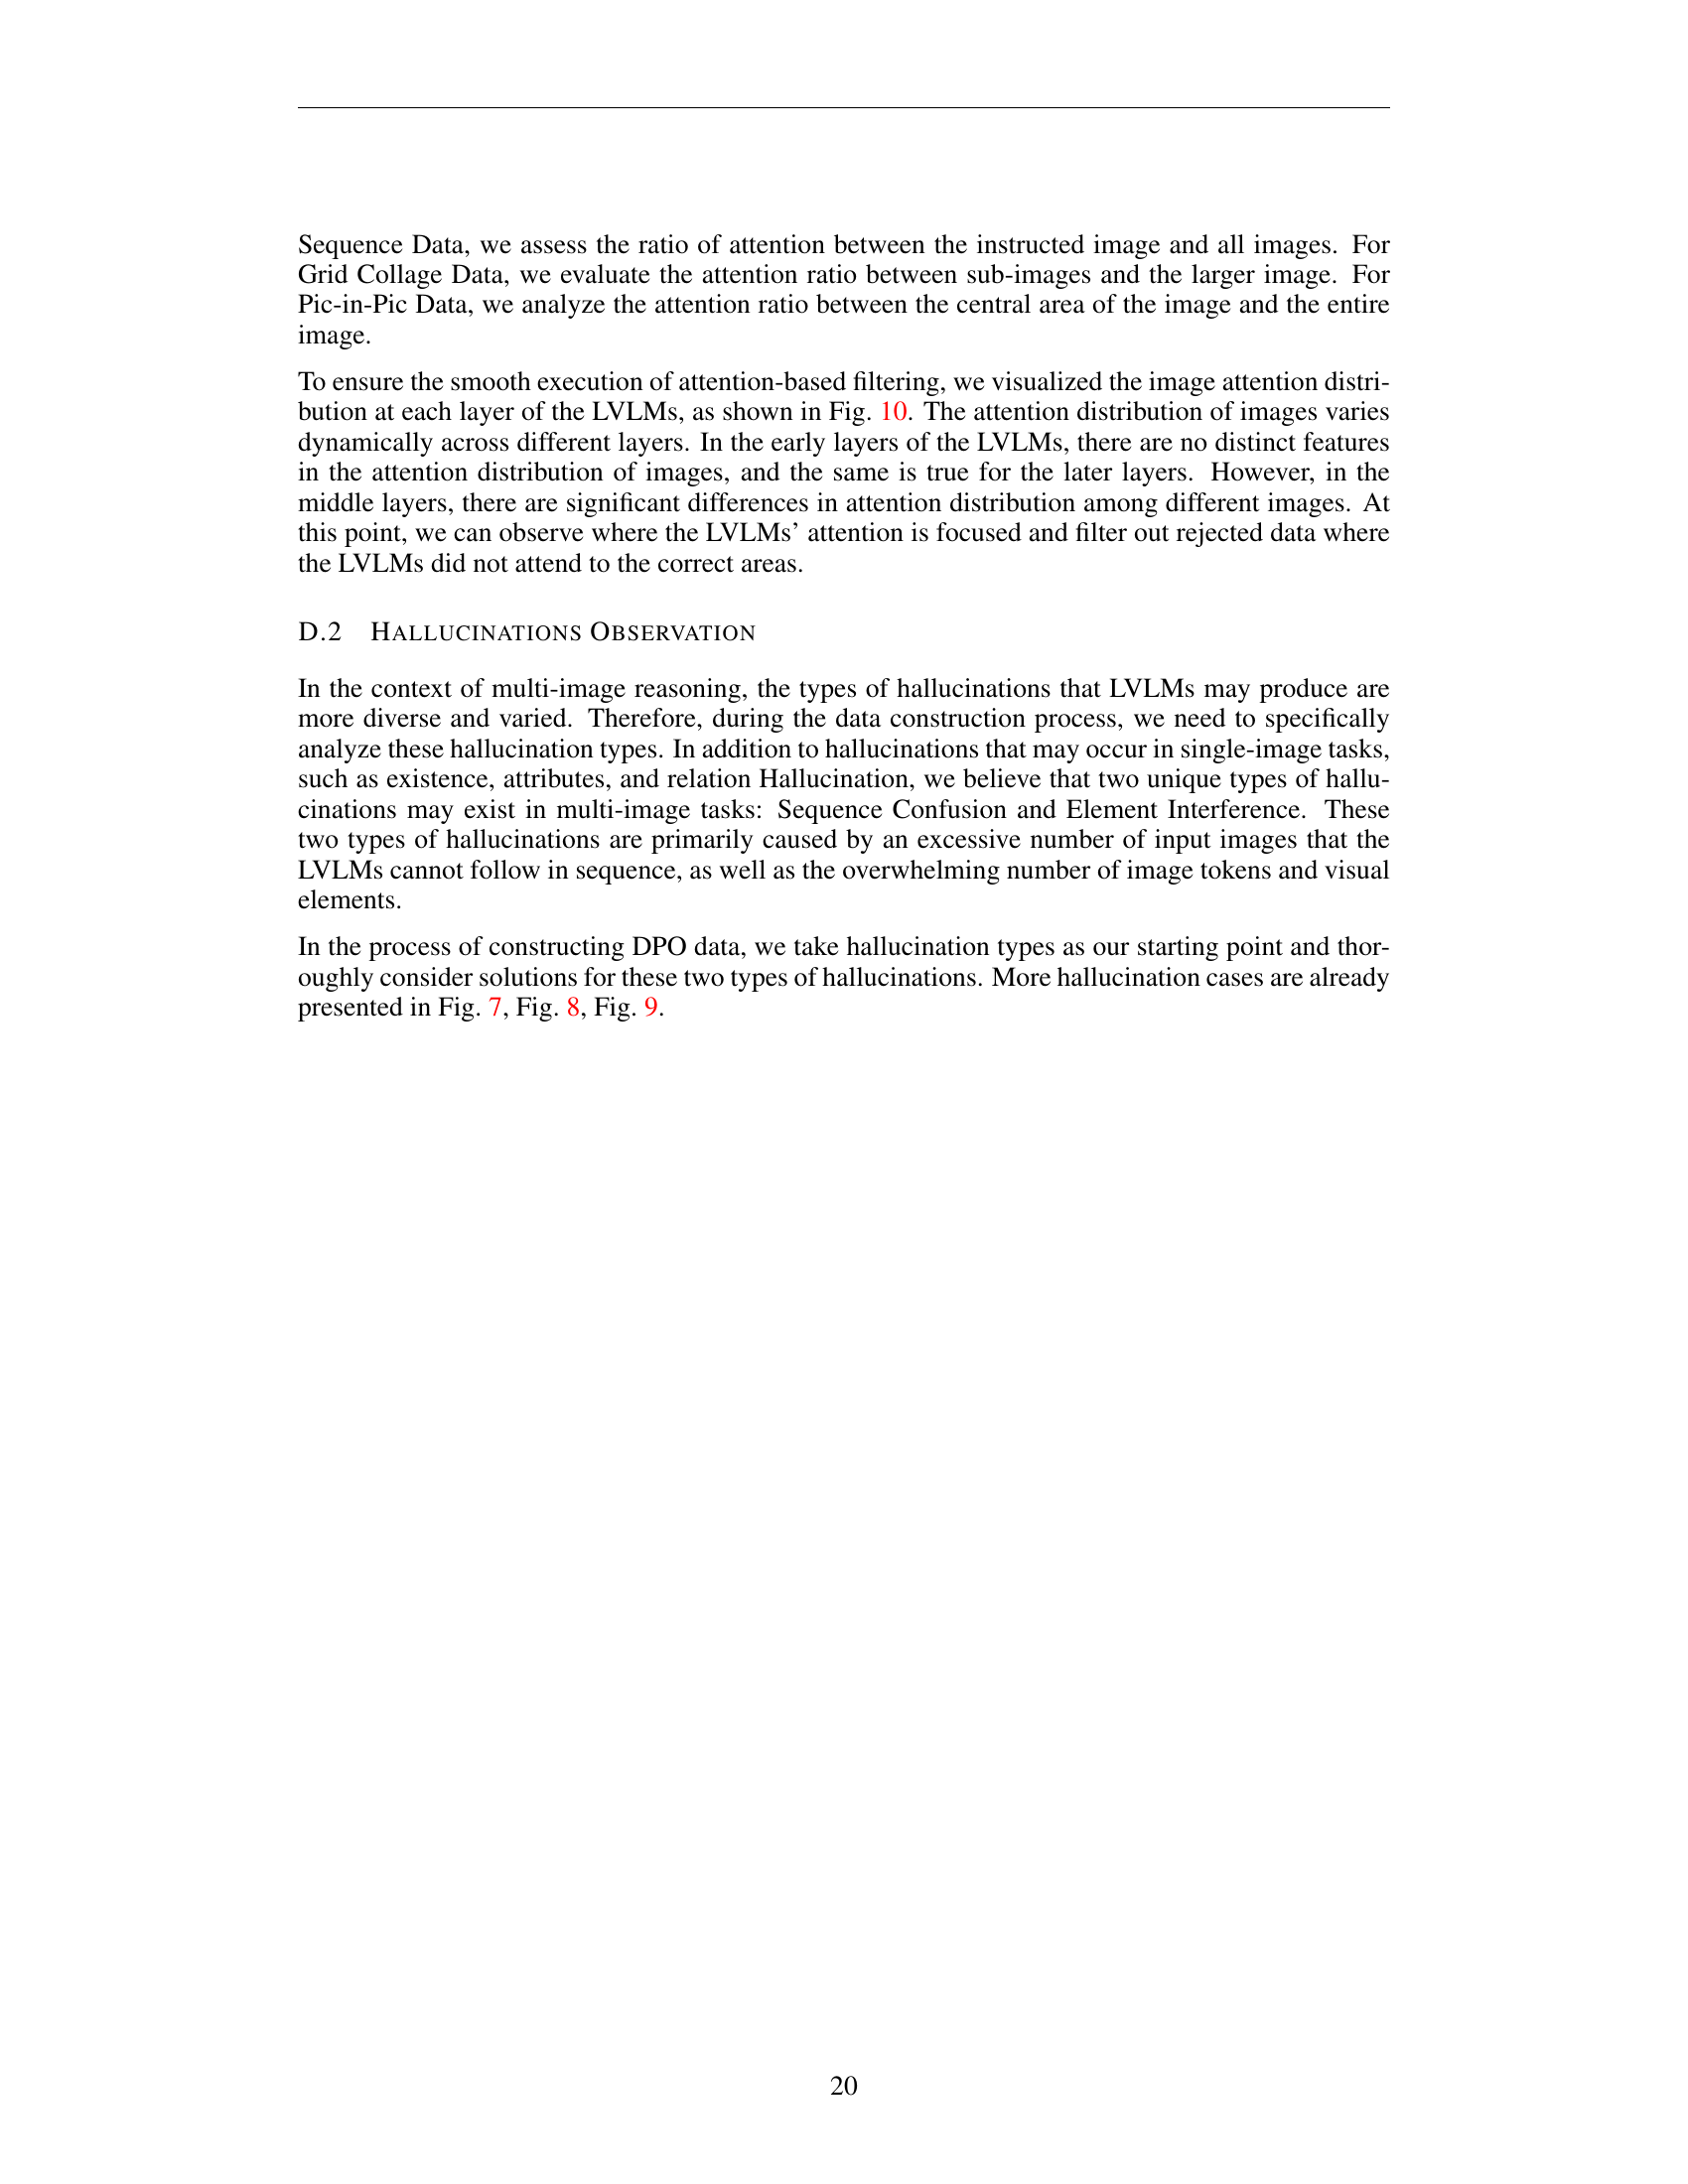 Sequence Data, we assess the ratio of attention between the instructed image and all images. For
Grid Collage Data, we evaluate the attention ratio between sub-images and the larger image. For
Pic-in-Pic Data, we analyze the attention ratio between the central area of the image and the entire
image.
To ensure the smooth execution of attention-based filtering, we visualized the image attention distri-
bution at each layer of the LVLMs, as shown in Fig. 10. The attention distribution of images varies
dynamically across different layers. In the early layers of the LVLMs, there are no distinct features
in the attention distribution of images, and the same is true for the later layers. However, in the
middle layers, there are significant differences in attention distribution among different images. At
this point, we can observe where the LVLMs’ attention is focused and filter out rejected data where
the LVLMs did not attend to the correct areas.
D.2 HALLUCINATIONS OBSERVATION
In the context of multi-image reasoning, the types of hallucinations that LVLMs may produce are
more diverse and varied. Therefore, during the data construction process, we need to specifically
analyze these hallucination types. In addition to hallucinations that may occur in single-image tasks,
such as existence, attributes, and relation Hallucination, we believe that two unique types of hallu-
cinations may exist in multi-image tasks: Sequence Confusion and Element Interference. These
two types of hallucinations are primarily caused by an excessive number of input images that the
LVLMs cannot follow in sequence, as well as the overwhelming number of image tokens and visual
elements.
In the process of constructing DPO data, we take hallucination types as our starting point and thor-
oughly consider solutions for these two types of hallucinations. More hallucination cases are already
presented in Fig. 7, Fig. 8, Fig. 9.
20